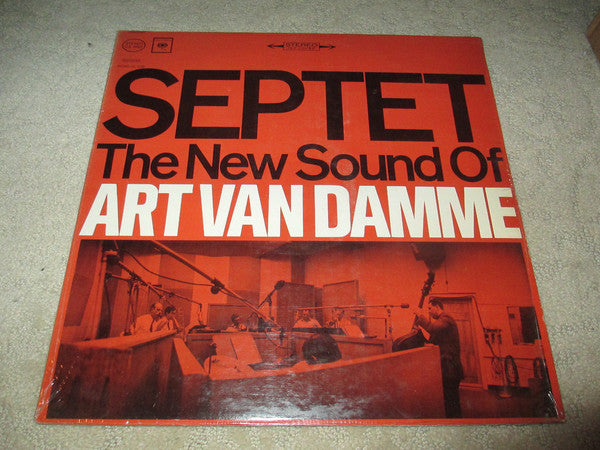 STEREO
SEPTET
The New Sound Of
ART VAN DAMME